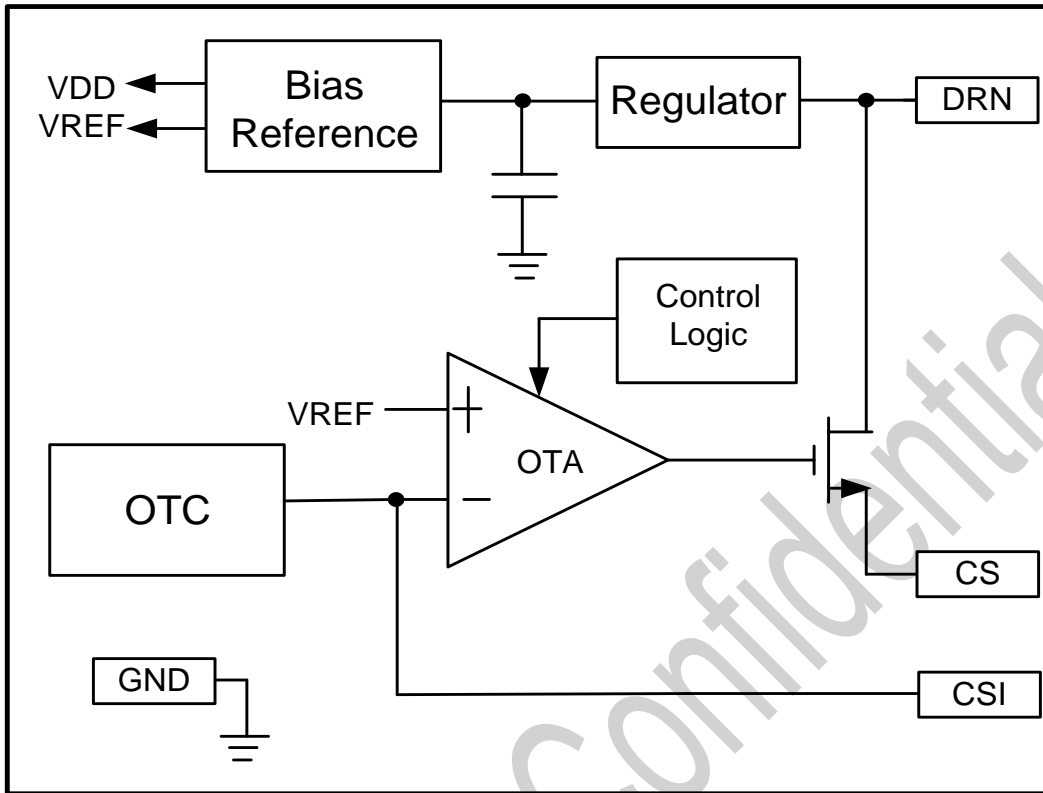 VDD
VREF
Bias
Reference
Regulator
DRN
Control
Logic
VREF
+
OTA
−
OTC
CS
GND
CSI
Confidential